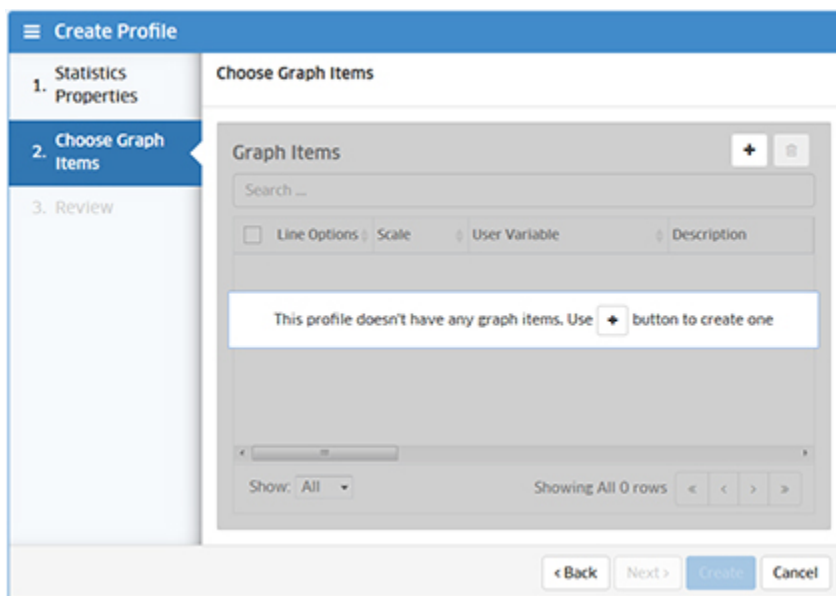 Create Profile
1. Statistics
Properties
2. Choose Graph
Items
3. Review
Choose Graph Items
Graph Items
Search ...
Line Options Scale User Variable Description
This profile doesn't have any graph items. Use + button to create one
Show: All Showing All 0 rows « < > »
< Back Next > Create Cancel